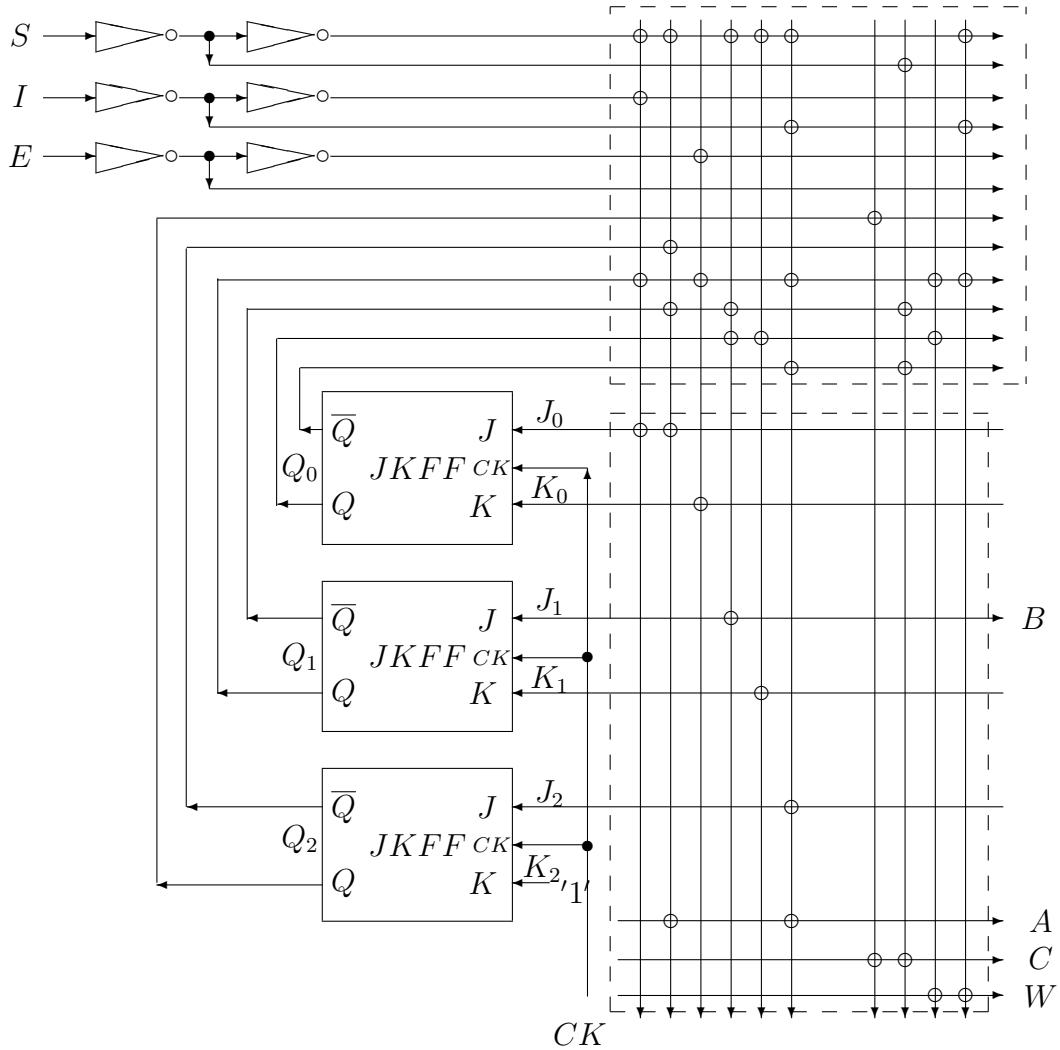 S
I
E
Q̅ J J₀
Q₀ JKFF CK
Q K K₀
Q̅ J J₁ B
Q₁ JKFF CK
Q K K₁
Q̅ J J₂
Q₂ JKFF CK
Q K K₂ '1'
A
C
W
CK